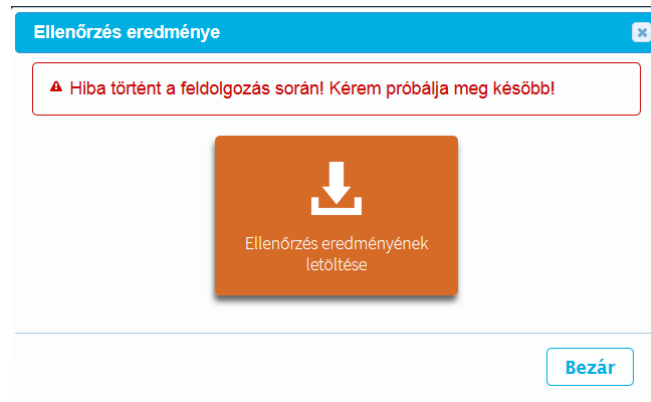 Ellenőrzés eredménye
Hiba történt a feldolgozás során! Kérem próbálja meg később!
Ellenőrzés eredményének
letöltése
Bezár